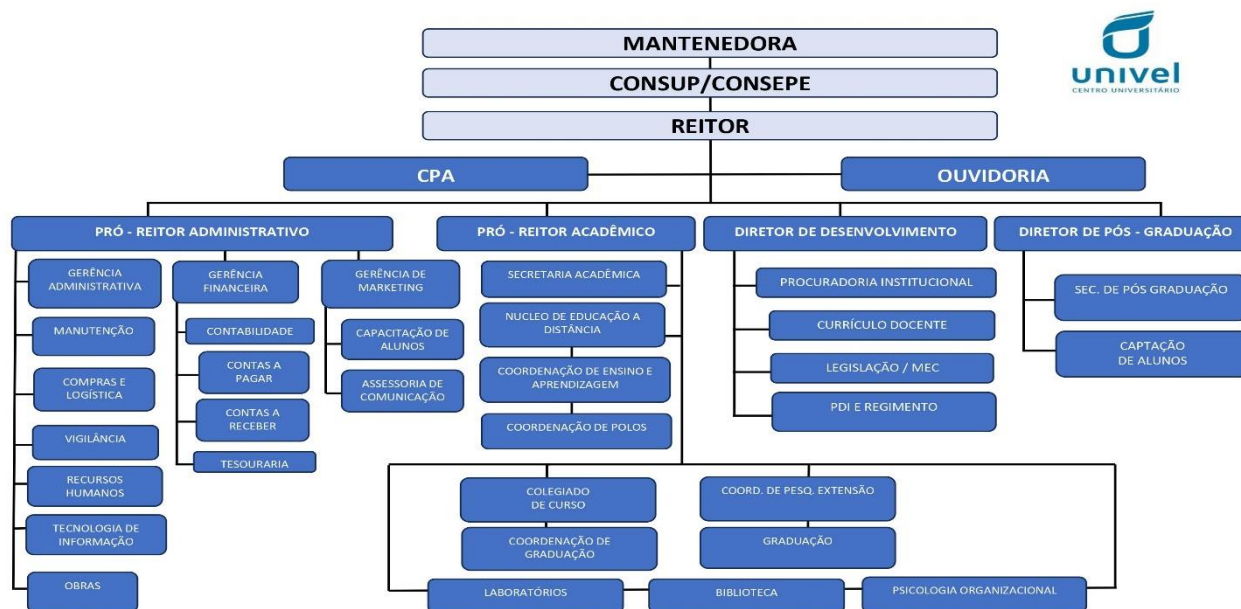 MANTENEDORA
unıvel
CENTRO UNIVERSITÁRIO
CONSUP/CONSEPE
REITOR
CPA
OUVIDORIA
PRÓ - REITOR ADMINISTRATIVO
PRÓ - REITOR ACADÊMICO
DIRETOR DE DESENVOLVIMENTO
DIRETOR DE PÓS - GRADUAÇÃO
GERÊNCIA
ADMINISTRATIVA
MANUTENÇÃO
COMPRAS E
LOGÍSTICA
VIGILÂNCIA
RECURSOS
HUMANOS
TECNOLOGIA DE
INFORMAÇÃO
OBRAS
GERÊNCIA
FINANCEIRA
CONTABILIDADE
CONTAS A
PAGAR
CONTAS A
RECEBER
TESOURARIA
GERÊNCIA DE
MARKETING
CAPACITAÇÃO DE
ALUNOS
ASSESSORIA DE
COMUNICAÇÃO
SECRETARIA ACADÊMICA
NUCLEO DE EDUCAÇÃO A
DISTÂNCIA
COORDENAÇÃO DE ENSINO E
APRENDIZAGEM
COORDENAÇÃO DE POLOS
COLEGIADO
DE CURSO
COORDENAÇÃO DE
GRADUAÇÃO
COORD. DE PESQ. EXTENSÃO
GRADUAÇÃO
LABORATÓRIOS
BIBLIOTECA
PSICOLOGIA ORGANIZACIONAL
PROCURADORIA INSTITUCIONAL
CURRÍCULO DOCENTE
LEGISLAÇÃO / MEC
PDI E REGIMENTO
SEC. DE PÓS GRADUAÇÃO
CAPTAÇÃO
DE ALUNOS